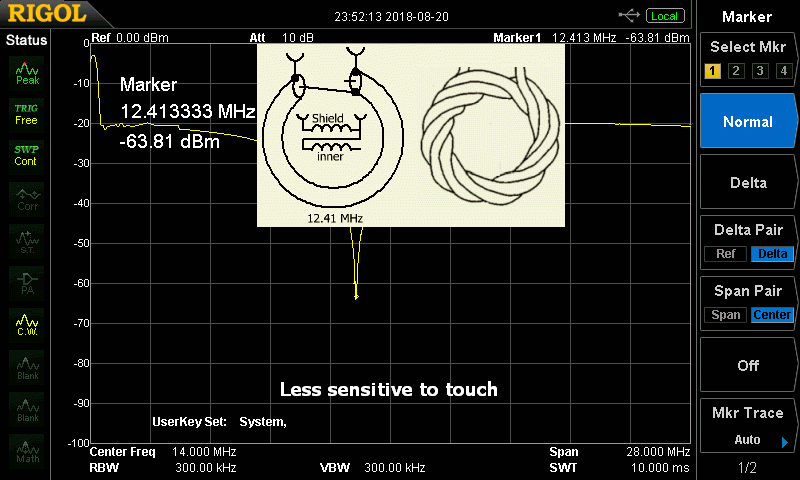 RIGOL
23:52:13 2018-08-20
Local
Status
Peak
TRIG
Free
SWP
Cont
Corr
S.T.
PA
C.W.
Blank
Blank
Math
Ref 0.00 dBm
Att 10 dB
Marker1 12.413 MHz -63.81 dBm
0
-10
-20
-30
-40
-50
-60
-70
-80
-90
-100
Marker
12.413333 MHz
-63.81 dBm
Shield
inner
12.41 MHz
Less sensitive to touch
UserKey Set: System,
Center Freq 14.000 MHz
Span 28.000 MHz
RBW 300.00 kHz
VBW 300.00 kHz
SWT 10.000 ms
Marker
Select Mkr
1 2 3 4
Normal
Delta
Delta Pair
Ref Delta
Span Pair
Span Center
Off
Mkr Trace
Auto
1/2